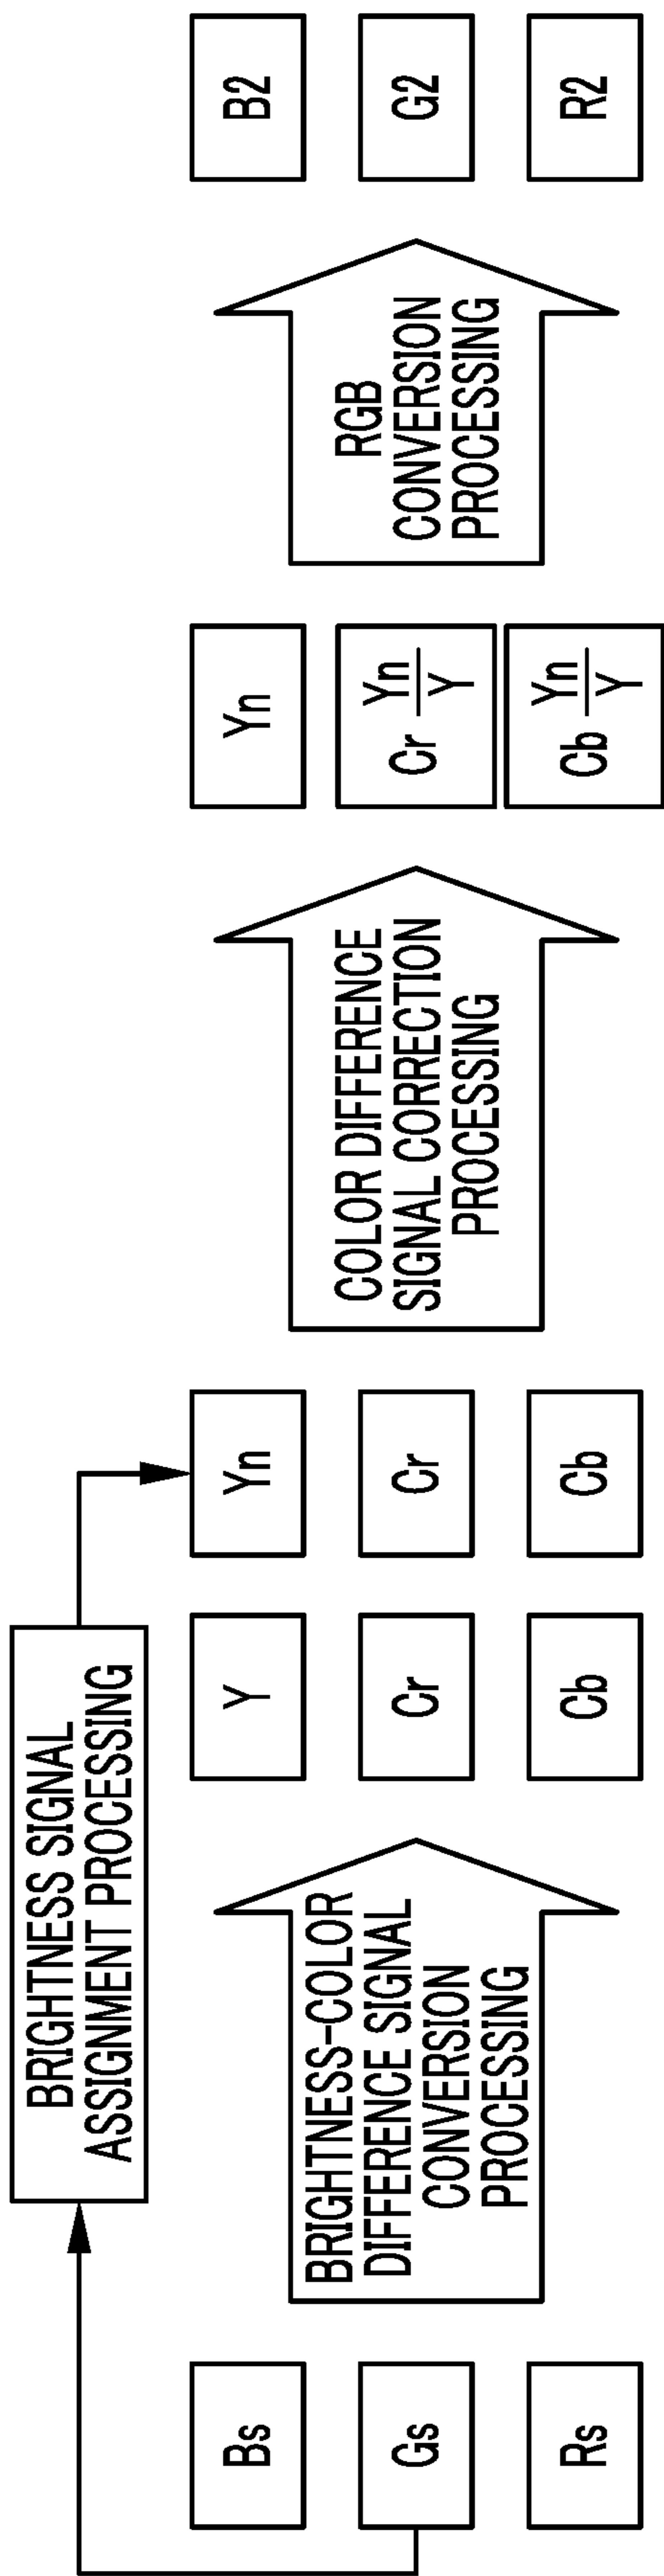 BRIGHTNESS SIGNAL
ASSIGNMENT PROCESSING
Bs
Gs
Rs
BRIGHTNESS-COLOR
DIFFERENCE SIGNAL
CONVERSION
PROCESSING
Y
Cr
Cb
Yn
Cr
Cb
COLOR DIFFERENCE
SIGNAL CORRECTION
PROCESSING
Yn
Cr Yn/Y
Cb Yn/Y
RGB
CONVERSION
PROCESSING
B2
G2
R2